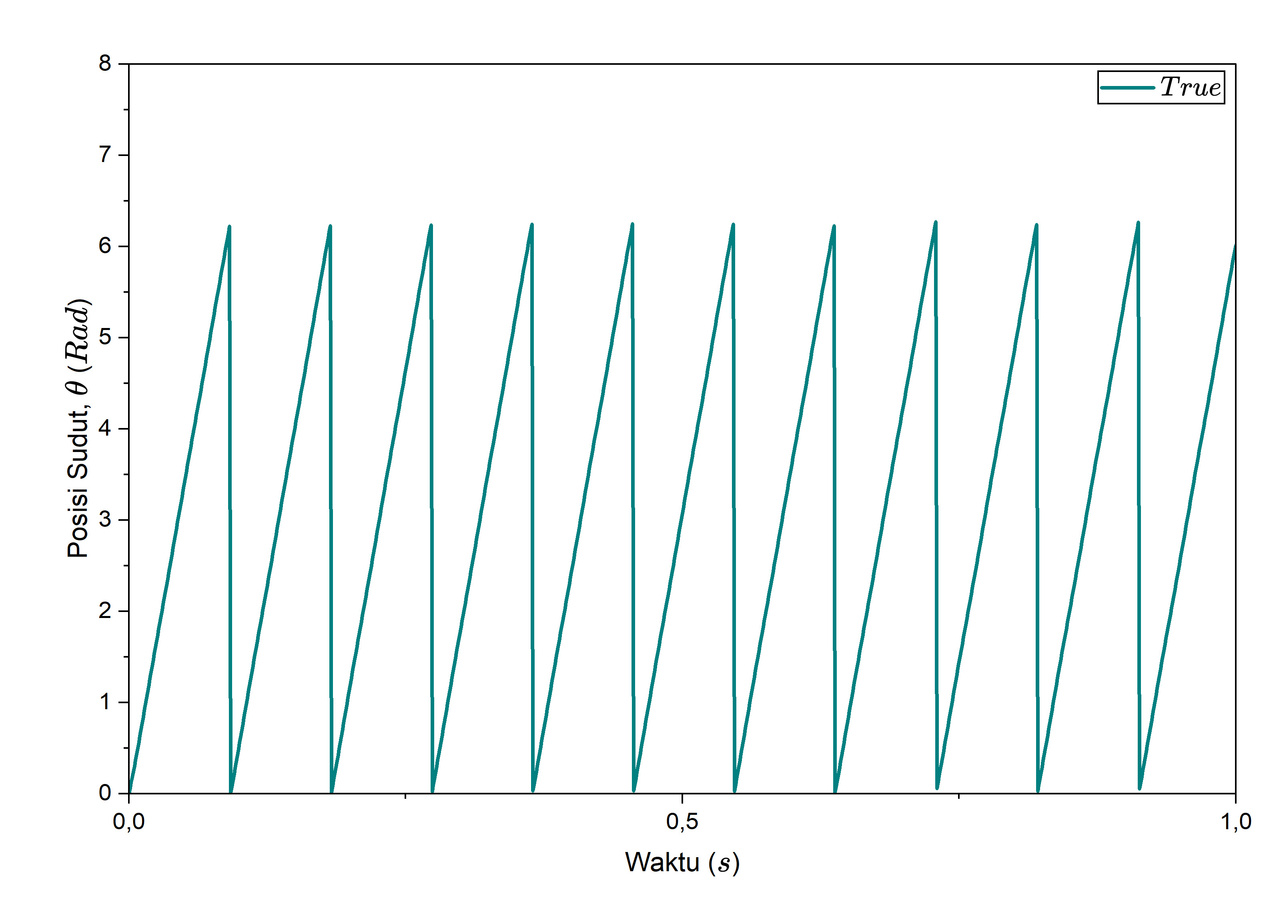 8
True
7
6
5
4
3
2
1
0
Posisi Sudut, θ (Rad)
0,0 0,5 1,0
Waktu (s)